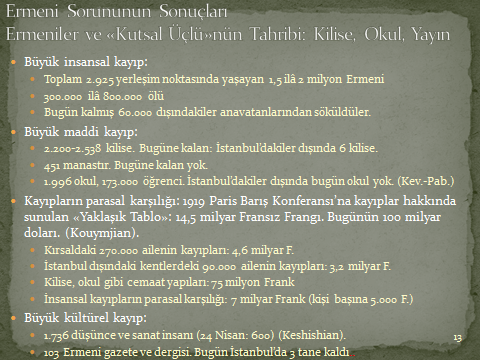 Ermeni Sorununun Sonuçları
Ermeniler ve «Kutsal Üçlü»nün Tahribi: Kilise, Okul, Yayın
Büyük insansal kayıp:
Toplam 2.925 yerleşim noktasında yaşayan 1,5 ilâ 2 milyon Ermeni
300.000 ilâ 800.000 ölü
Bugün kalmış 60.000 dışındakiler anavatanlarından söküldüler.
Büyük maddi kayıp:
2.200-2.538 kilise. Bugüne kalan: İstanbul'dakiler dışında 6 kilise.
451 manastır. Bugüne kalan yok.
1.996 okul, 173.000 öğrenci. İstanbul'dakiler dışında bugün okul yok. (Kev.-Pab.)
Kayıpların parasal karşılığı: 1919 Paris Barış Konferansı'na kayıplar hakkında
sunulan «Yaklaşık Tablo»: 14,5 milyar Fransız Frangı. Bugünün 100 milyar
doları. (Kouymjian).
Kırsaldaki 270.000 ailenin kayıpları: 4,6 milyar F.
İstanbul dışındaki kentlerdeki 90.000 ailenin kayıpları: 3,2 milyar F.
Kilise, okul gibi cemaat yapıları: 75 milyon Frank
İnsansal kayıpların parasal karşılığı: 7 milyar Frank (kişi başına 5.000 F.)
Büyük kültürel kayıp:
1.736 düşünce ve sanat insanı (24 Nisan: 600) (Keshishian).
103 Ermeni gazete ve dergisi. Bugün İstanbul'da 3 tane kaldı
13